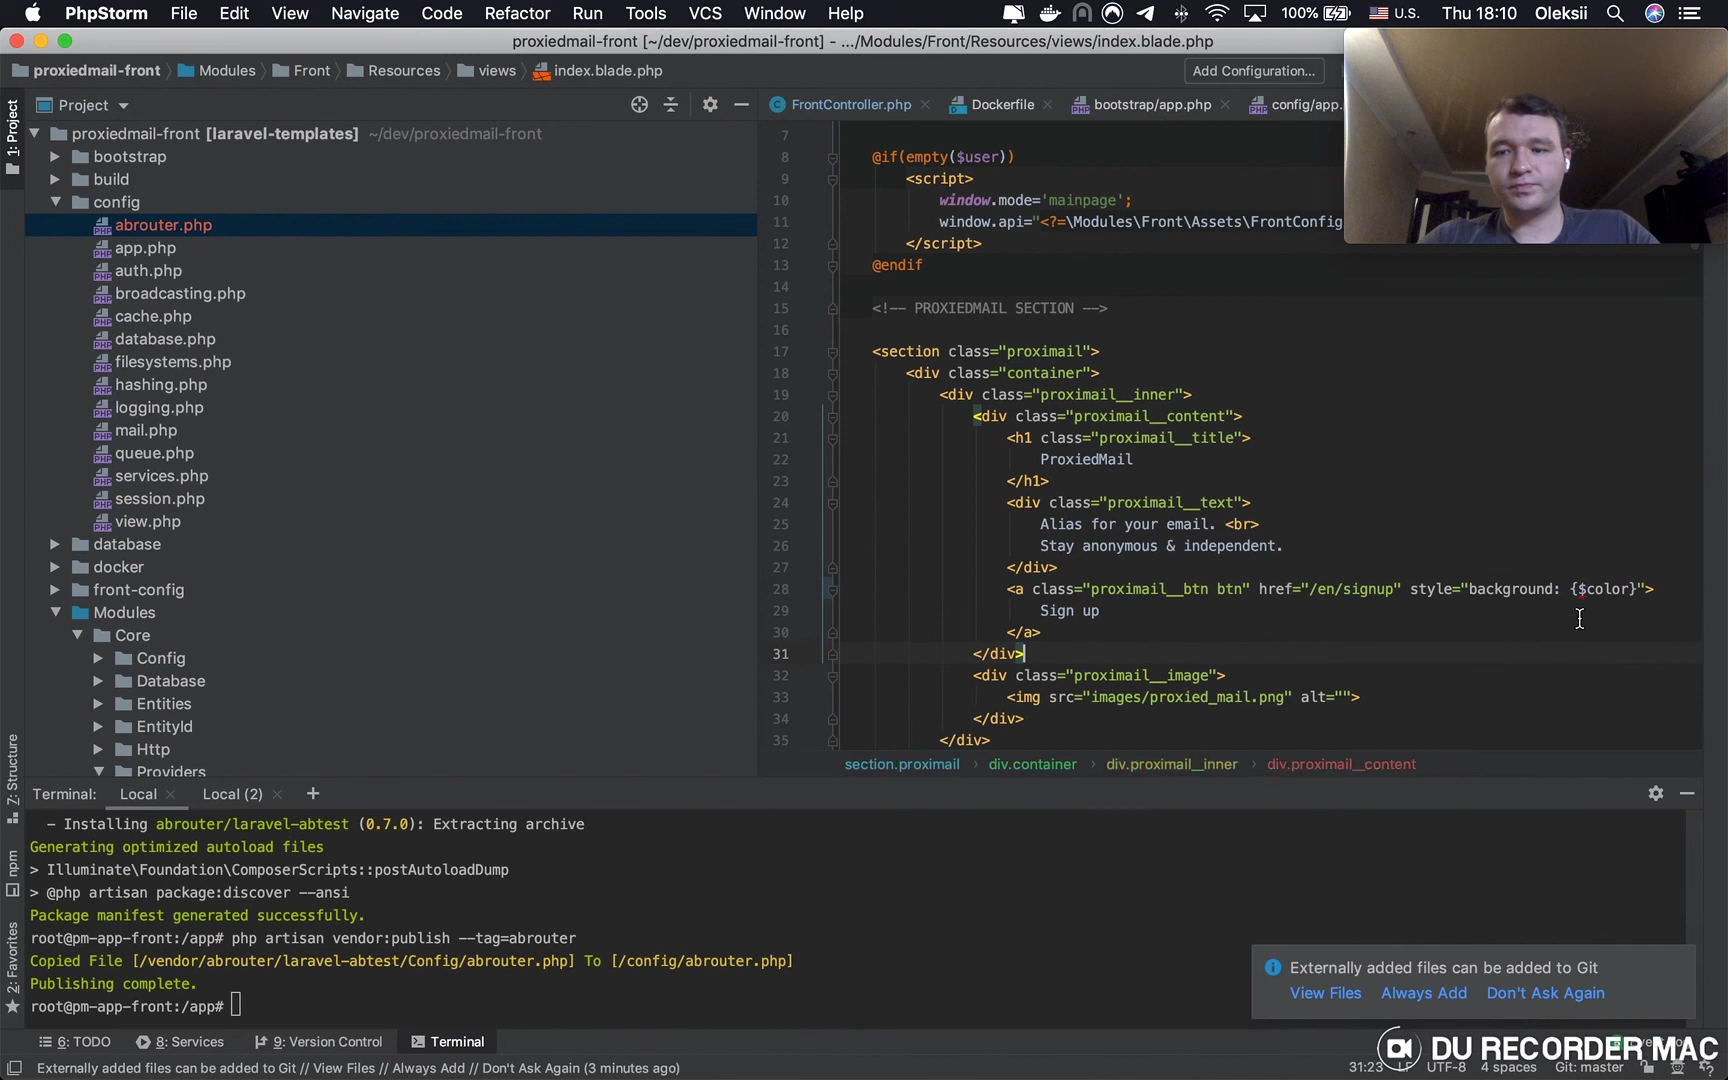 PhpStorm File Edit View Navigate Code Refactor Run Tools VCS Window Help 100% U.S. Thu 18:10 Oleksii
proxiedmail-front [~/dev/proxiedmail-front] - .../Modules/Front/Resources/views/index.blade.php
proxiedmail-front Modules Front Resources views index.blade.php Add Configuration...
1: Project
Project
FrontController.php Dockerfile bootstrap/app.php config/app.
proxiedmail-front [laravel-templates] ~/dev/proxiedmail-front
bootstrap
build
config
abrouter.php
app.php
auth.php
broadcasting.php
cache.php
database.php
filesystems.php
hashing.php
logging.php
mail.php
queue.php
services.php
session.php
view.php
database
docker
front-config
Modules
Core
Config
Database
Entities
EntityId
Http
Providers
7
8 @if(empty($user))
9 <script>
10 window.mode='mainpage';
11 window.api="<?=\Modules\Front\Assets\FrontConfig
12 </script>
13 @endif
14
15 <!-- PROXIEDMAIL SECTION -->
16
17 <section class="proximail">
18 <div class="container">
19 <div class="proximail__inner">
20 <div class="proximail__content">
21 <h1 class="proximail__title">
22 ProxiedMail
23 </h1>
24 <div class="proximail__text">
25 Alias for your email. <br>
26 Stay anonymous & independent.
27 </div>
28 <a class="proximail__btn btn" href="/en/signup" style="background: {$color}">
29 Sign up
30 </a>
31 </div>
32 <div class="proximail__image">
33 <img src="images/proxied_mail.png" alt="">
34 </div>
35 </div>
section.proximail div.container div.proximail__inner div.proximail__content
Z: Structure
npm
2: Favorites
Terminal: Local Local (2) +
- Installing abrouter/laravel-abtest (0.7.0): Extracting archive
Generating optimized autoload files
> Illuminate\Foundation\ComposerScripts::postAutoloadDump
> @php artisan package:discover --ansi
Package manifest generated successfully.
root@pm-app-front:/app# php artisan vendor:publish --tag=abrouter
Copied File [/vendor/abrouter/laravel-abtest/Config/abrouter.php] To [/config/abrouter.php]
Publishing complete.
root@pm-app-front:/app#
Externally added files can be added to Git
View Files Always Add Don't Ask Again
6: TODO 8: Services 9: Version Control Terminal
DU RECORDER MAC
Externally added files can be added to Git // View Files // Always Add // Don't Ask Again (3 minutes ago) 31:23 LF UTF-8 4 spaces Git: master